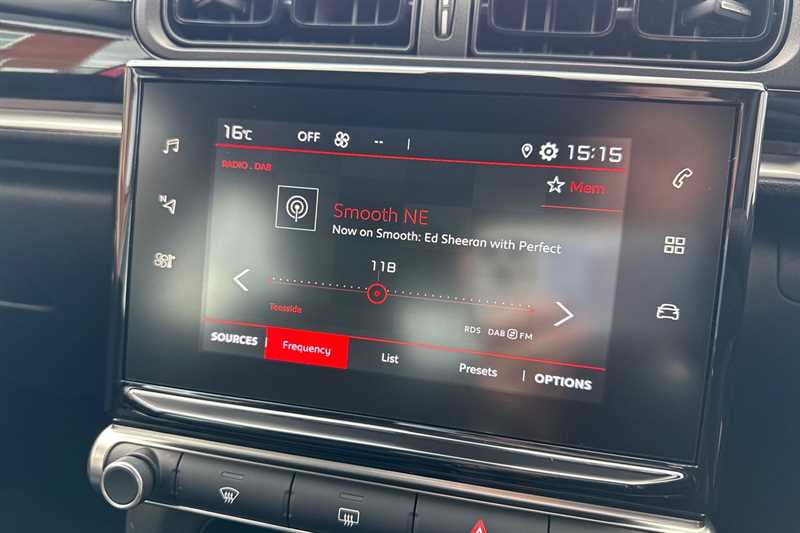 16°C OFF -- | 15:15
RADIO . DAB
Mem
Smooth NE
Now on Smooth: Ed Sheeran with Perfect
11B
Teesside
RDS DAB FM
SOURCES | Frequency List Presets | OPTIONS
N